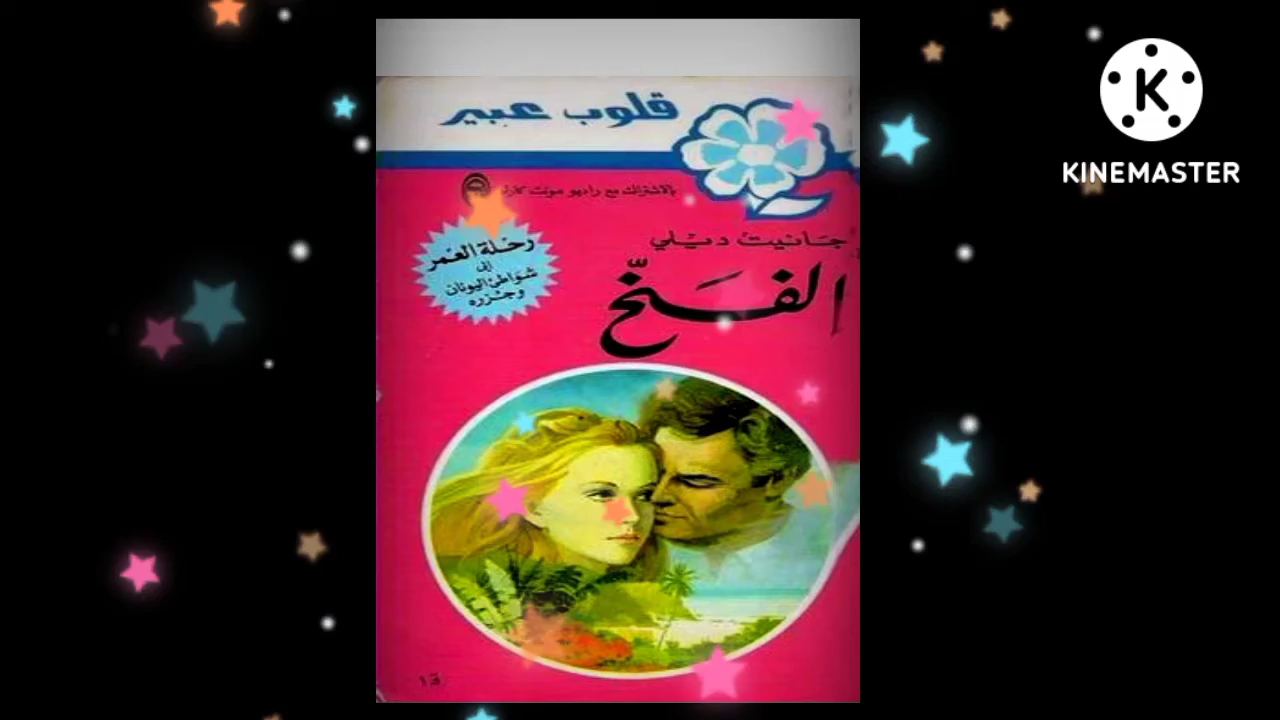 قلوب عبير
بالاشتراك مع راديو مونت كارلو
رحلة العمر
إلى
شواطئ اليونان
وجزره
جانيت ديلي
الفخّ
KINEMASTER